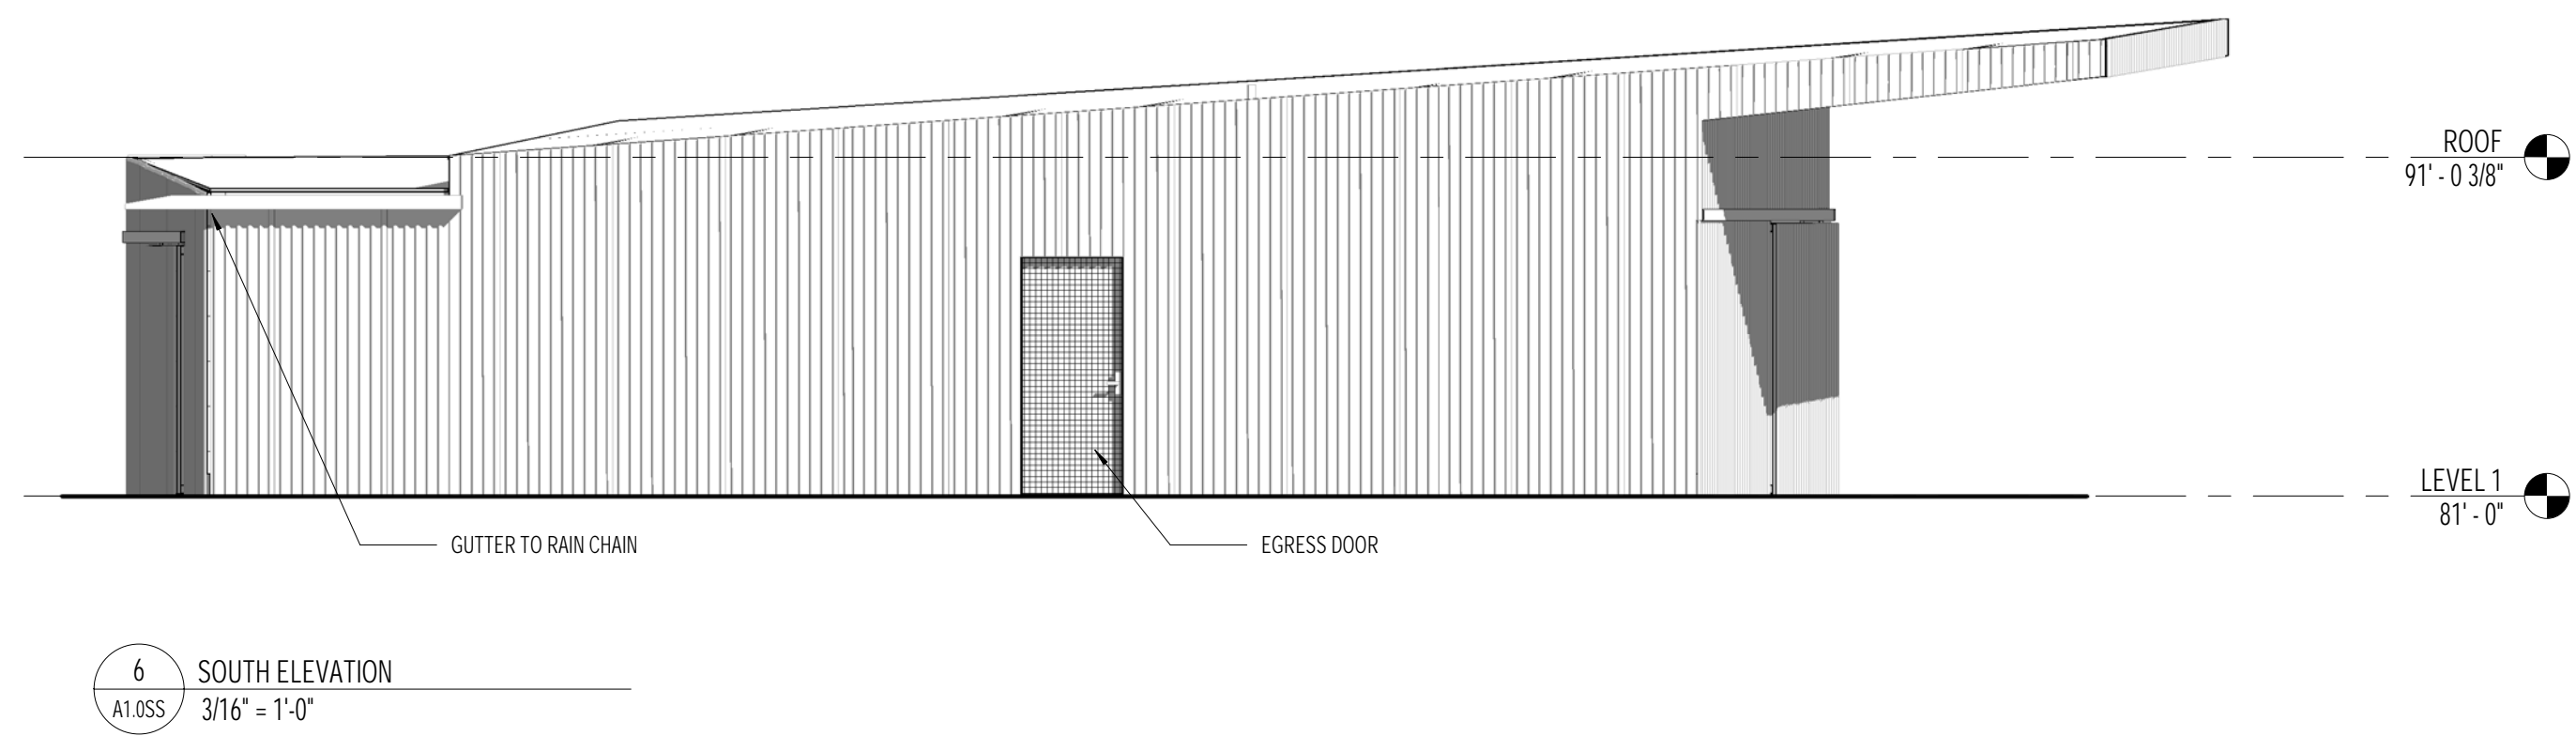 ROOF
91' - 0 3/8"
LEVEL 1
81' - 0"
GUTTER TO RAIN CHAIN
EGRESS DOOR
6
A1.0SS
SOUTH ELEVATION
3/16" = 1'-0"